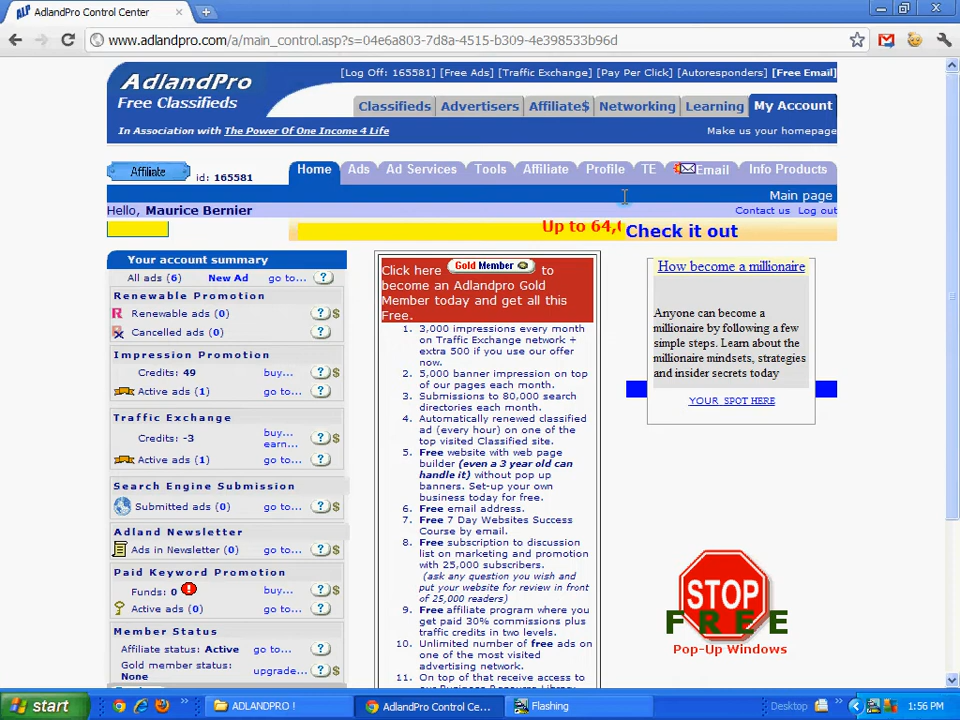 AdlandPro Control Center
www.adlandpro.com/a/main_control.asp?s=04e6a803-7d8a-4515-b309-4e398533b96d
AdlandPro
Free Classifieds
[Log Off: 165581] [Free Ads] [Traffic Exchange] [Pay Per Click] [Autoresponders] [Free Email]
Classifieds Advertisers Affiliate$ Networking Learning My Account
In Association with The Power Of One Income 4 Life
Make us your homepage
Affiliate id: 165581
Home Ads Ad Services Tools Affiliate Profile TE Email Info Products
Main page
Hello, Maurice Bernier
Contact us Log out
Up to 64, Check it out
Your account summary
All ads (6) New Ad go to... ?
Renewable Promotion
R Renewable ads (0) ? $
R Cancelled ads (0) ?
Impression Promotion
Credits: 49 buy... ? $
Active ads (1) go to... ?
Traffic Exchange
Credits: -3 buy... earn... ? $
Active ads (1) go to... ?
Search Engine Submission
Submitted ads (0) go to... ? $
Adland Newsletter
Ads in Newsletter (0) go to... ? $
Paid Keyword Promotion
Funds: 0 ! buy... ? $
Active ads (0) go to... ?
Member Status
Affiliate status: Active go to... ?
Gold member status:
None upgrade... ? $
Click here Gold Member to
become an Adlandpro Gold
Member today and get all this
Free.
1. 3,000 impressions every month
on Traffic Exchange network +
extra 500 if you use our offer
now.
2. 5,000 banner impression on top
of our pages each month.
3. Submissions to 80,000 search
directories each month.
4. Automatically renewed classified
ad (every hour) on one of the
top visited Classified site.
5. Free website with web page
builder (even a 3 year old can
handle it) without pop up
banners. Set-up your own
business today for free.
6. Free email address.
7. Free 7 Day Websites Success
Course by email.
8. Free subscription to discussion
list on marketing and promotion
with 25,000 subscribers.
(ask any question you wish and
put your website for review in front
of 25,000 readers)
9. Free affiliate program where you
get paid 30% commissions plus
traffic credits in two levels.
10. Unlimited number of free ads on
one of the most visited
advertising network.
11. On top of that receive access to
How become a millionaire
Anyone can become a
millionaire by following a few
simple steps. Learn about the
millionaire mindsets, strategies
and insider secrets today
YOUR SPOT HERE
STOP
FREE
Pop-Up Windows
start
ADLANDPRO !
AdlandPro Control Ce...
Flashing
Desktop
1:56 PM